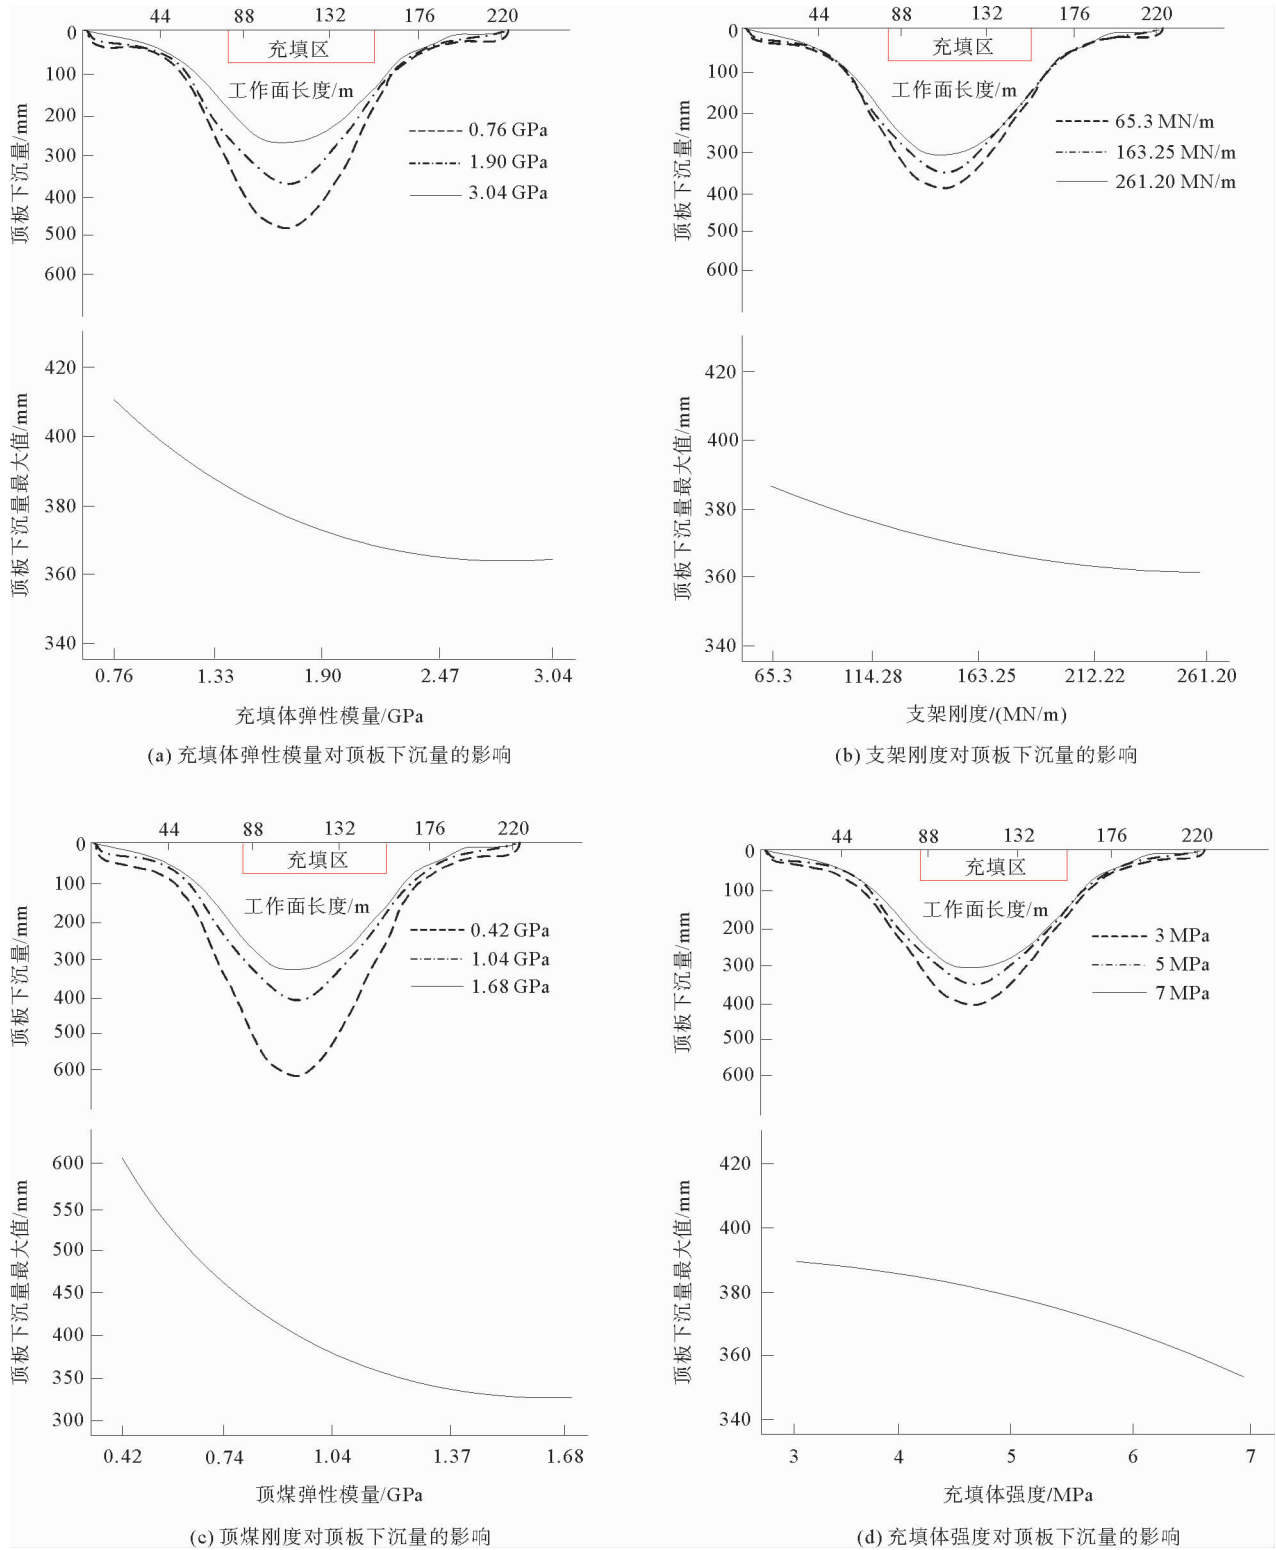 44 88 132 176 220
0
充填区
100
工作面长度/m
200
300
400
500
600
顶板下沉量/mm
0.76 GPa
1.90 GPa
3.04 GPa
420
400
380
360
340
顶板下沉量最大值/mm
0.76 1.33 1.90 2.47 3.04
充填体弹性模量/GPa
(a) 充填体弹性模量对顶板下沉量的影响
44 88 132 176 220
0
充填区
100
工作面长度/m
200
300
400
500
600
顶板下沉量/mm
65.3 MN/m
163.25 MN/m
261.20 MN/m
420
400
380
360
340
顶板下沉量最大值/mm
65.3 114.28 163.25 212.22 261.20
支架刚度/(MN/m)
(b) 支架刚度对顶板下沉量的影响
44 88 132 176 220
0
充填区
100
工作面长度/m
200
300
400
500
600
顶板下沉量/mm
0.42 GPa
1.04 GPa
1.68 GPa
600
550
500
450
400
350
300
顶板下沉量最大值/mm
0.42 0.74 1.04 1.37 1.68
顶煤弹性模量/GPa
(c) 顶煤刚度对顶板下沉量的影响
44 88 132 176 220
0
充填区
100
工作面长度/m
200
300
400
500
600
顶板下沉量/mm
3 MPa
5 MPa
7 MPa
420
400
380
360
340
顶板下沉量最大值/mm
3 4 5 6 7
充填体强度/MPa
(d) 充填体强度对顶板下沉量的影响